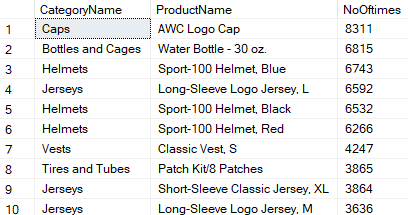 CategoryName ProductName NoOftimes
1 Caps AWC Logo Cap 8311
2 Bottles and Cages Water Bottle - 30 oz. 6815
3 Helmets Sport-100 Helmet, Blue 6743
4 Jerseys Long-Sleeve Logo Jersey, L 6592
5 Helmets Sport-100 Helmet, Black 6532
6 Helmets Sport-100 Helmet, Red 6266
7 Vests Classic Vest, S 4247
8 Tires and Tubes Patch Kit/8 Patches 3865
9 Jerseys Short-Sleeve Classic Jersey, XL 3864
10 Jerseys Long-Sleeve Logo Jersey, M 3636